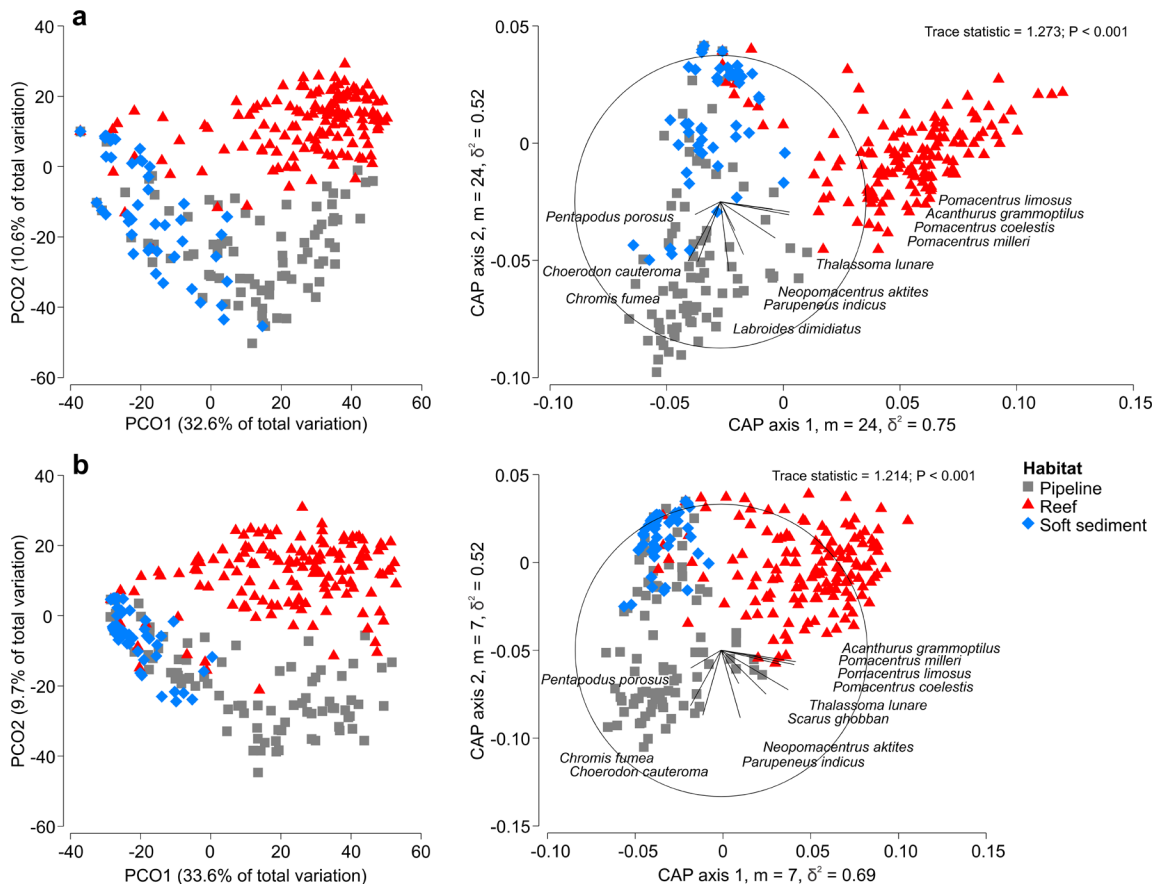 a
40
20
0
-20
-40
-60
PCO2 (10.6% of total variation)
-40
-20
0
20
40
60
PCO1 (32.6% of total variation)
0.05
0
-0.05
-0.10
CAP axis 2, m = 24, δ² = 0.52
Trace statistic = 1.273; P < 0.001
Pomacentrus limosus
Acanthurus grammoptilus
Pentapodus porosus
Pomacentrus coelestis
Pomacentrus milleri
Thalassoma lunare
Choerodon cauteroma
Neopomacentrus aktites
Chromis fumea
Parupeneus indicus
Labroides dimidiatus
-0.10
-0.05
0
0.05
0.10
0.15
CAP axis 1, m = 24, δ² = 0.75
b
40
20
0
-20
-40
-60
PCO2 (9.7% of total variation)
-40
-20
0
20
40
60
PCO1 (33.6% of total variation)
0.05
0
-0.05
-0.10
-0.15
CAP axis 2, m = 7, δ² = 0.52
Trace statistic = 1.214; P < 0.001
Acanthurus grammoptilus
Pomacentrus milleri
Pomacentrus limosus
Pentapodus porosus
Pomacentrus coelestis
Thalassoma lunare
Scarus ghobban
Neopomacentrus aktites
Chromis fumea
Parupeneus indicus
Choerodon cauteroma
-0.10
-0.05
0
0.05
0.10
0.15
CAP axis 1, m = 7, δ² = 0.69
Habitat
Pipeline
Reef
Soft sediment